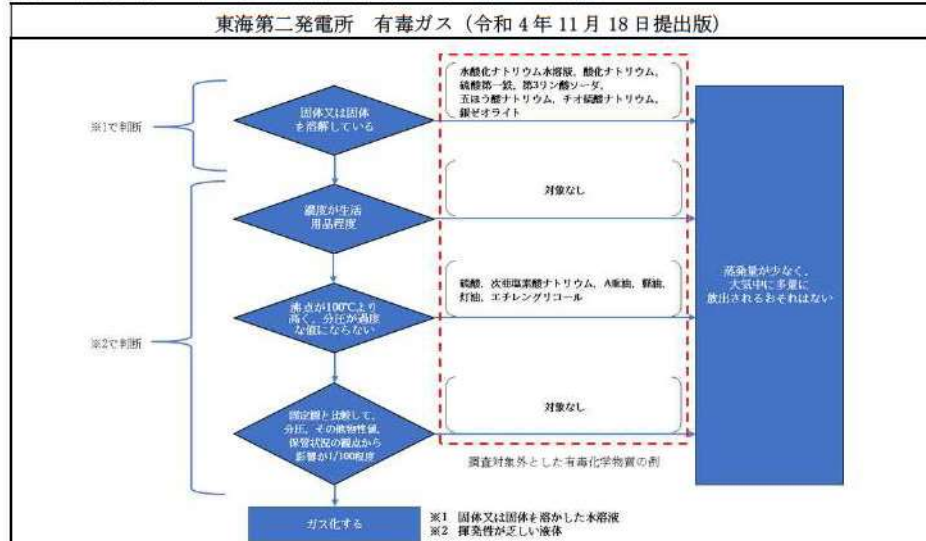 東海第二発電所　有毒ガス（令和4年11月18日提出版）
水酸化ナトリウム水溶液、酸化ナトリウム、
硫酸第一鉄、第3リン酸ソーダ、
五ほう酸ナトリウム、チオ硫酸ナトリウム、
銀ゼオライト
固体又は固体
を溶解している
※1で判断
対象なし
濃度が生活
用品程度
蒸発量が少なく、
大気中に多量に
放出されるおそれはない
硫酸、次亜塩素酸ナトリウム、A重油、軽油、
灯油、エチレングリコール
沸点が100℃より
高く、分圧が過度
な値にならない
※2で判断
対象なし
固定源と比較して、
分圧、その他物性値、
保管状況の観点から
影響が1/100程度
調査対象外とした有毒化学物質の例
ガス化する
※1　固体又は固体を溶かした水溶液
※2　揮発性が乏しい液体